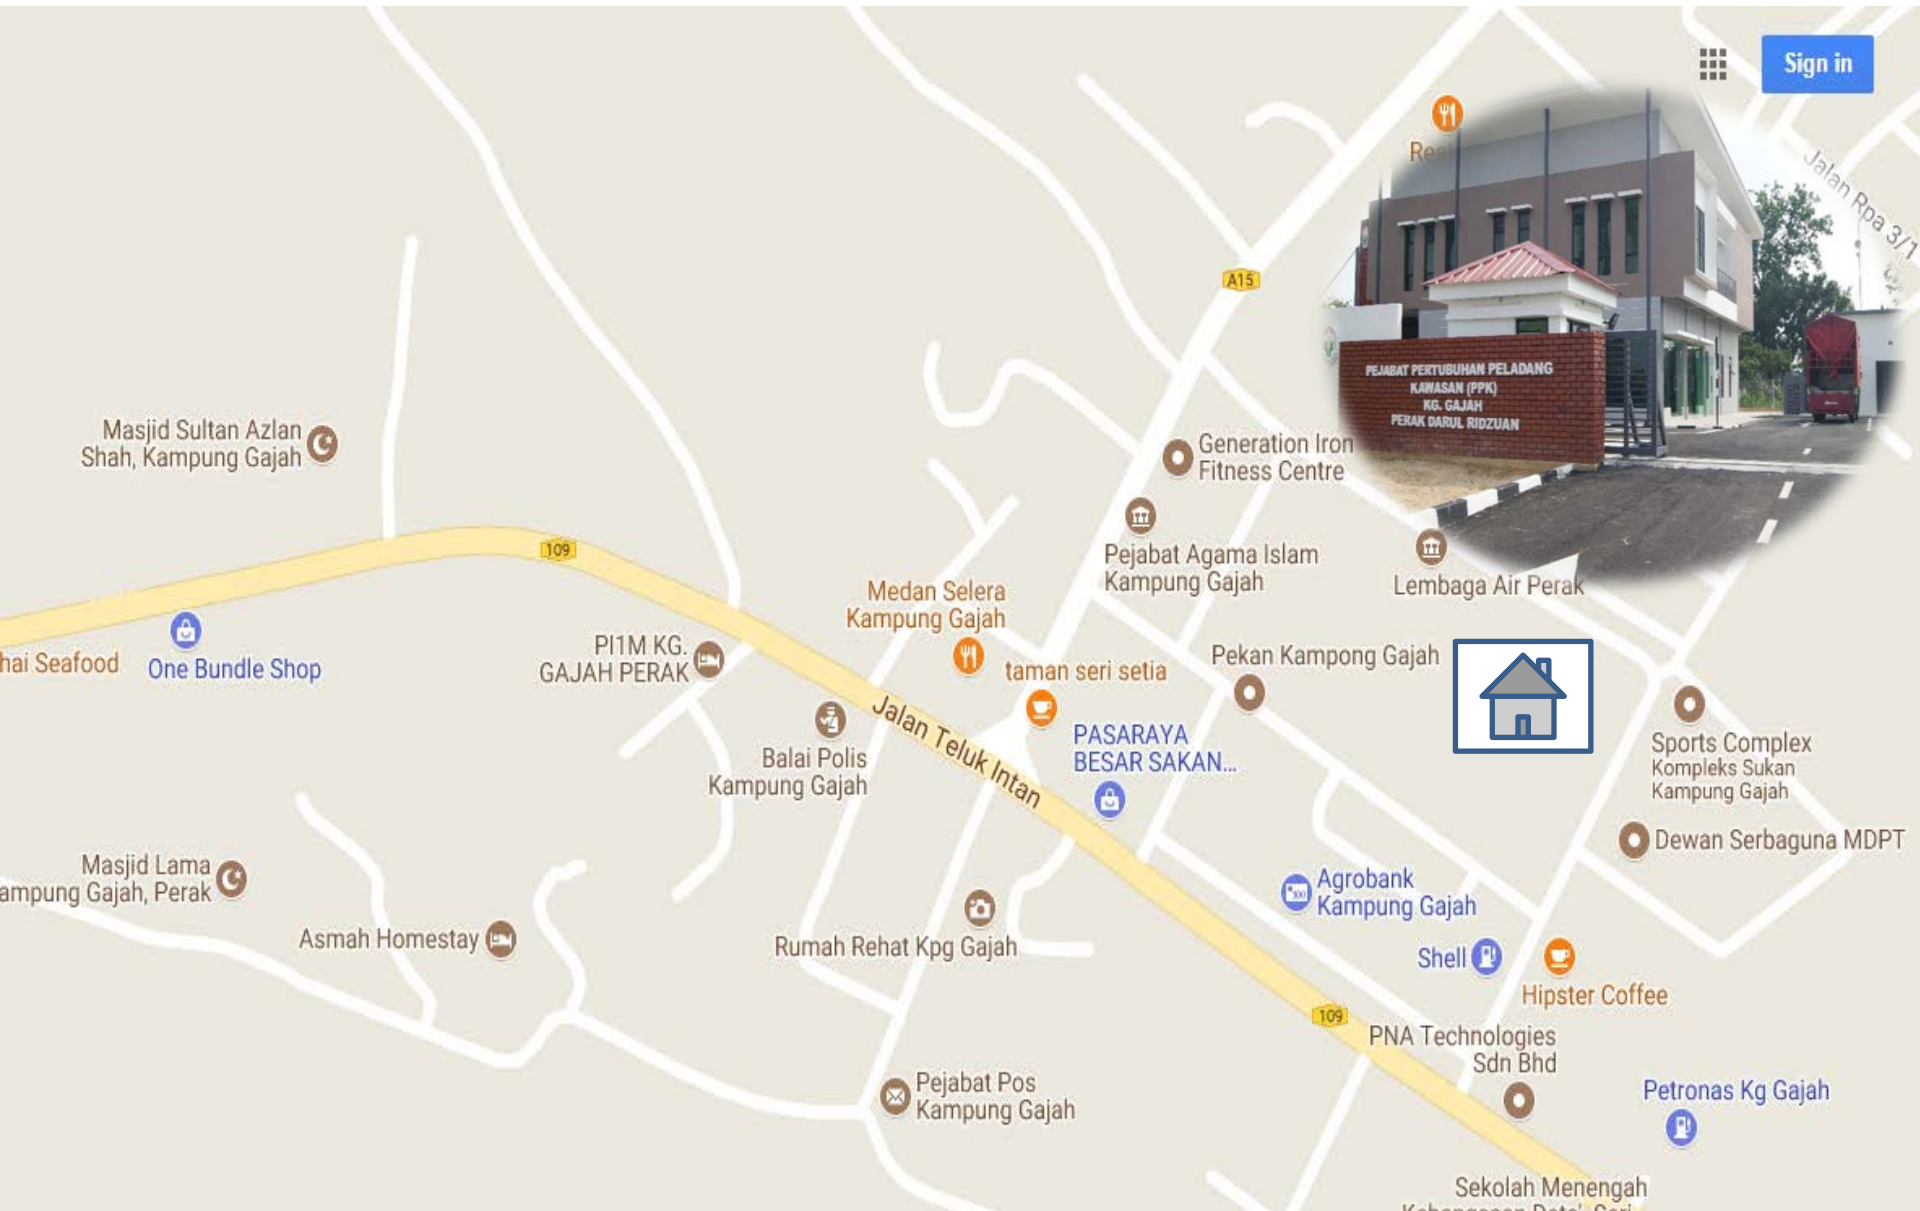 Sign in
Jalan Rpa 3/1
A15
PEJABAT PERTUBUHAN PELADANG
KAWASAN (PPK)
KG. GAJAH
PERAK DARUL RIDZUAN
Masjid Sultan Azlan
Shah, Kampung Gajah
Generation Iron
Fitness Centre
109
Pejabat Agama Islam
Kampung Gajah
Lembaga Air Perak
Medan Selera
Kampung Gajah
PI1M KG.
GAJAH PERAK
Seafood
One Bundle Shop
taman seri setia
Pekan Kampong Gajah
Jalan Teluk Intan
PASARAYA
BESAR SAKAN...
Balai Polis
Kampung Gajah
Sports Complex
Kompleks Sukan
Kampung Gajah
Dewan Serbaguna MDPT
Masjid Lama
Gajah, Perak
Agrobank
Kampung Gajah
Asmah Homestay
Rumah Rehat Kpg Gajah
Shell
Hipster Coffee
109
PNA Technologies
Sdn Bhd
Pejabat Pos
Kampung Gajah
Petronas Kg Gajah
Sekolah Menengah